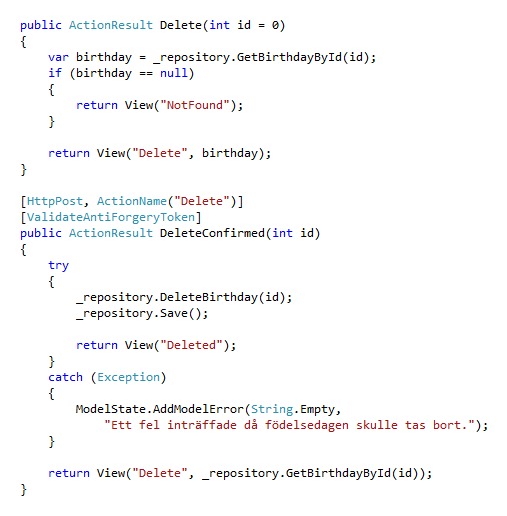 public ActionResult Delete(int id = 0)
{
    var birthday = _repository.GetBirthdayById(id);
    if (birthday == null)
    {
        return View("NotFound");
    }

    return View("Delete", birthday);
}

[HttpPost, ActionName("Delete")]
[ValidateAntiForgeryToken]
public ActionResult DeleteConfirmed(int id)
{
    try
    {
        _repository.DeleteBirthday(id);
        _repository.Save();

        return View("Deleted");
    }
    catch (Exception)
    {
        ModelState.AddModelError(String.Empty,
            "Ett fel inträffade då födelsedagen skulle tas bort.");
    }

    return View("Delete", _repository.GetBirthdayById(id));
}